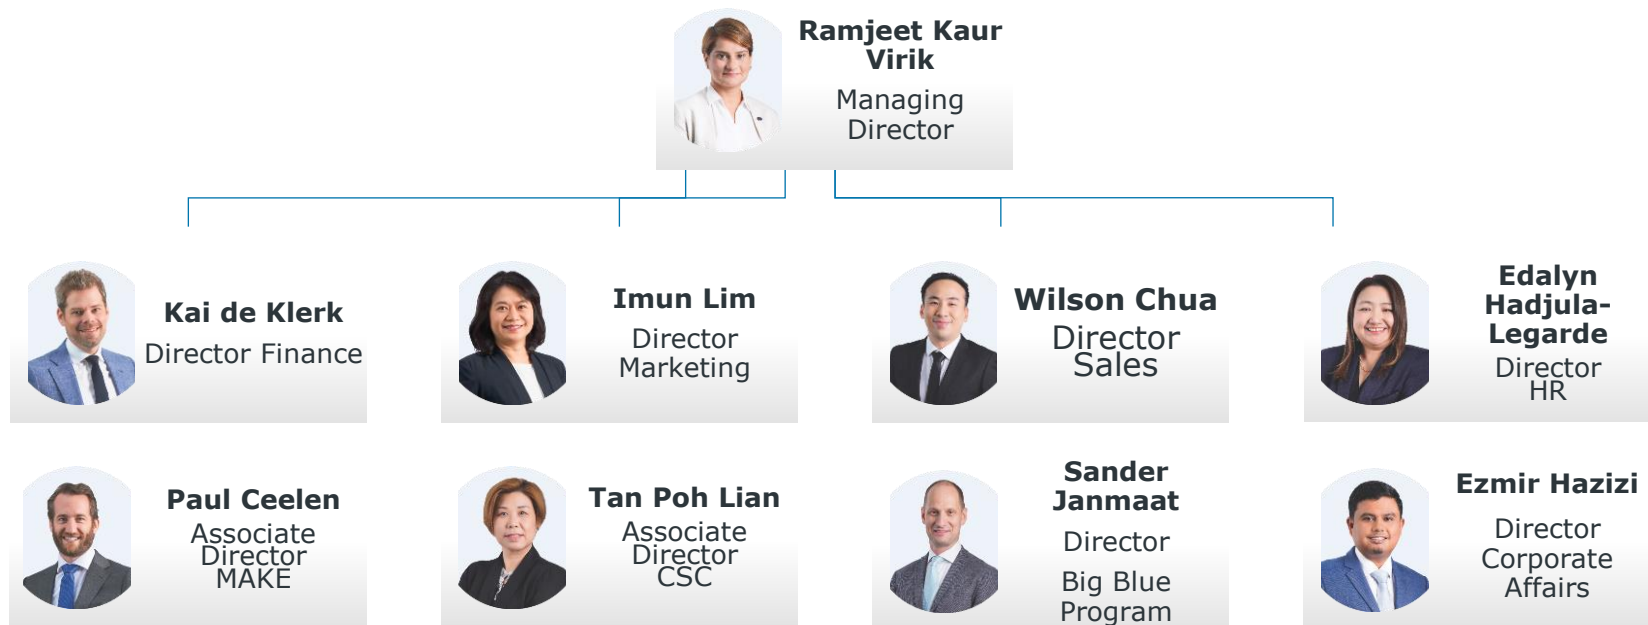 Ramjeet Kaur
Virik
Managing
Director
Kai de Klerk
Director Finance
Imun Lim
Director
Marketing
Wilson Chua
Director
Sales
Edalyn
Hadjula-
Legarde
Director
HR
Paul Ceelen
Associate
Director
MAKE
Tan Poh Lian
Associate
Director
CSC
Sander
Janmaat
Director
Big Blue
Program
Ezmir Hazizi
Director
Corporate
Affairs